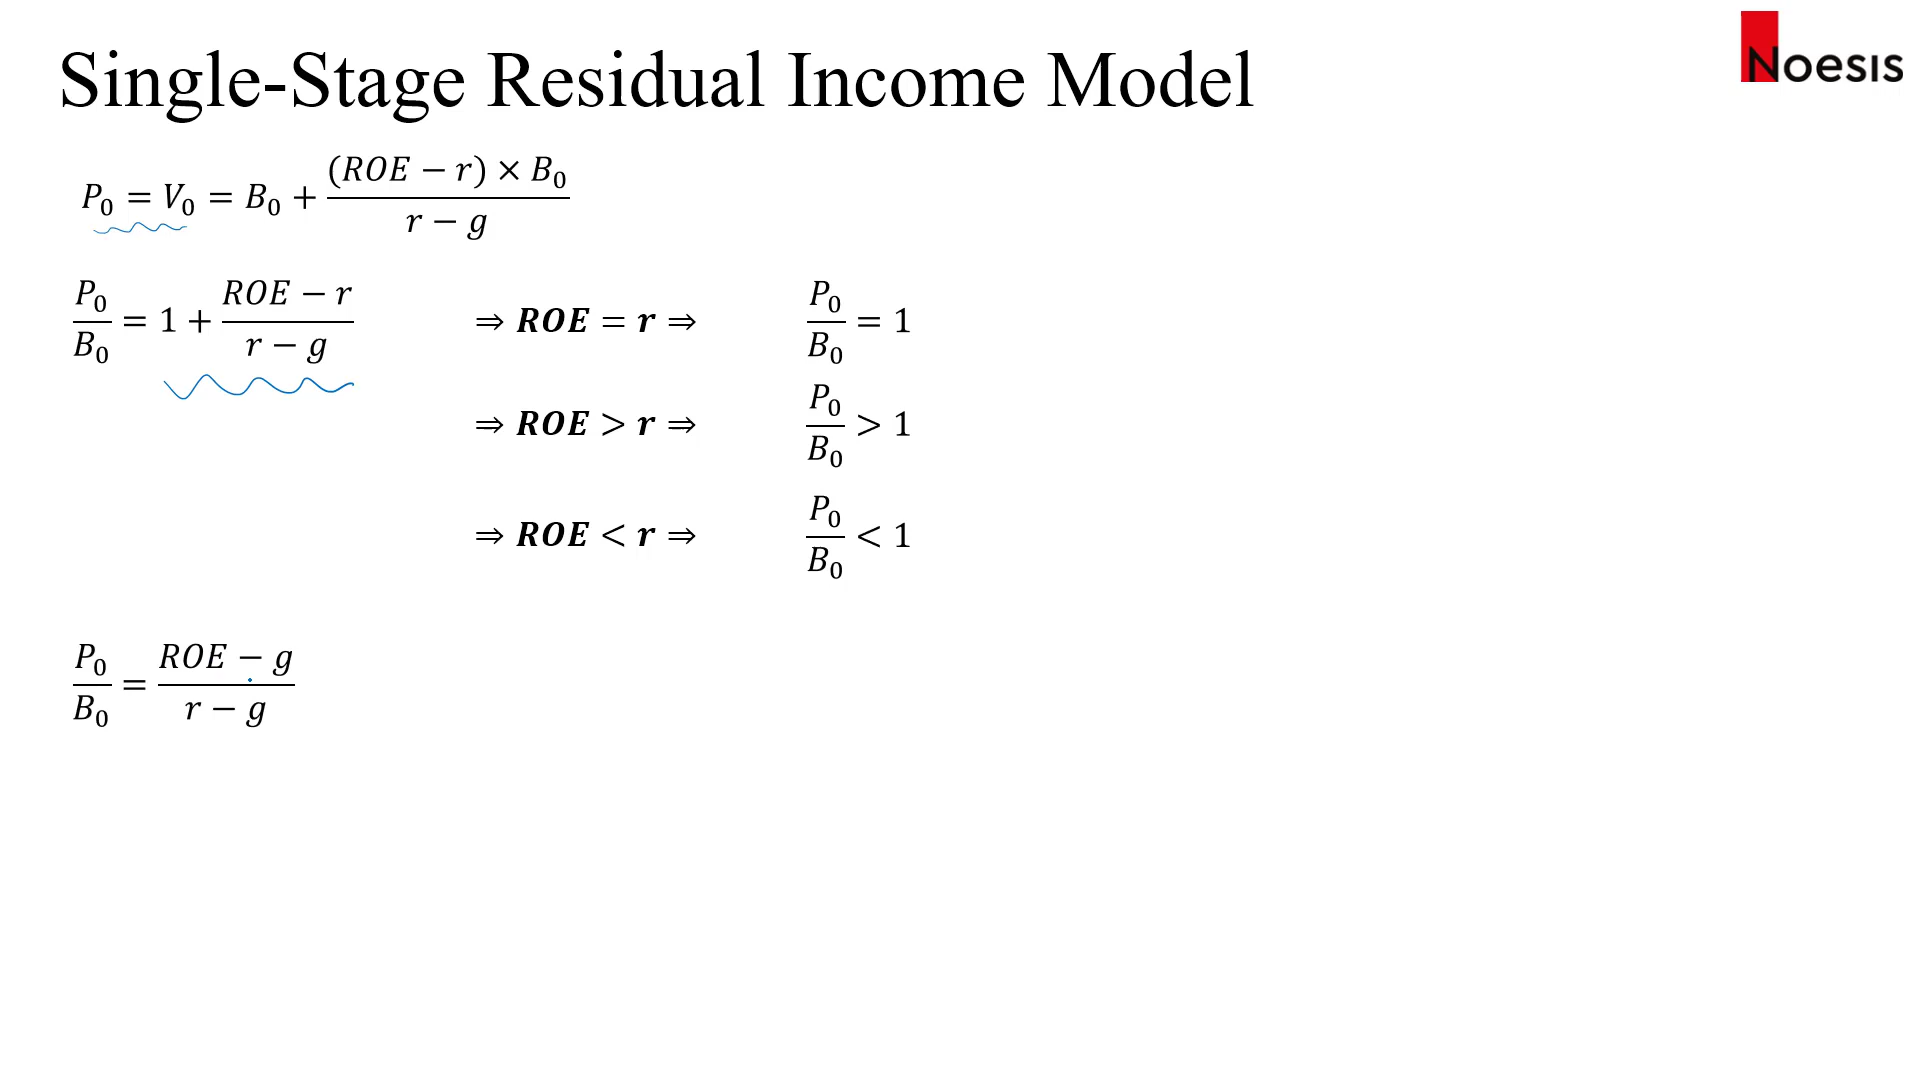 Single-Stage Residual Income Model
Noesis
P₀ = V₀ = B₀ + ((ROE − r) × B₀)/(r − g)
P₀/B₀ = 1 + (ROE − r)/(r − g) ⇒ ROE = r ⇒ P₀/B₀ = 1
⇒ ROE > r ⇒ P₀/B₀ > 1
⇒ ROE < r ⇒ P₀/B₀ < 1
P₀/B₀ = (ROE − g)/(r − g)